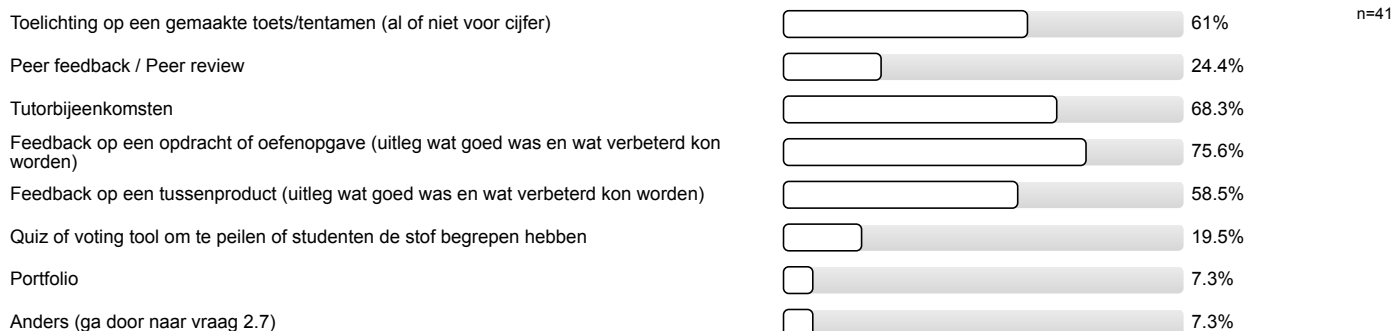 Toelichting op een gemaakte toets/tentamen (al of niet voor cijfer) 61% n=41
Peer feedback / Peer review 24.4%
Tutorbijeenkomsten 68.3%
Feedback op een opdracht of oefenopgave (uitleg wat goed was en wat verbeterd kon
worden) 75.6%
Feedback op een tussenproduct (uitleg wat goed was en wat verbeterd kon worden) 58.5%
Quiz of voting tool om te peilen of studenten de stof begrepen hebben 19.5%
Portfolio 7.3%
Anders (ga door naar vraag 2.7) 7.3%